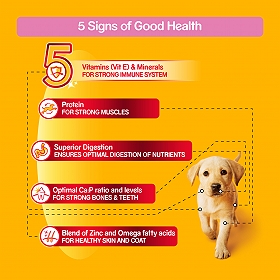 5 Signs of Good Health
5
Vitamins (Vit E) & Minerals
FOR STRONG IMMUNE SYSTEM
Protein
FOR STRONG MUSCLES
Superior Digestion
ENSURES OPTIMAL DIGESTION OF NUTRIENTS
Optimal Ca:P ratio and levels
FOR STRONG BONES & TEETH
Blend of Zinc and Omega fatty acids
FOR HEALTHY SKIN AND COAT